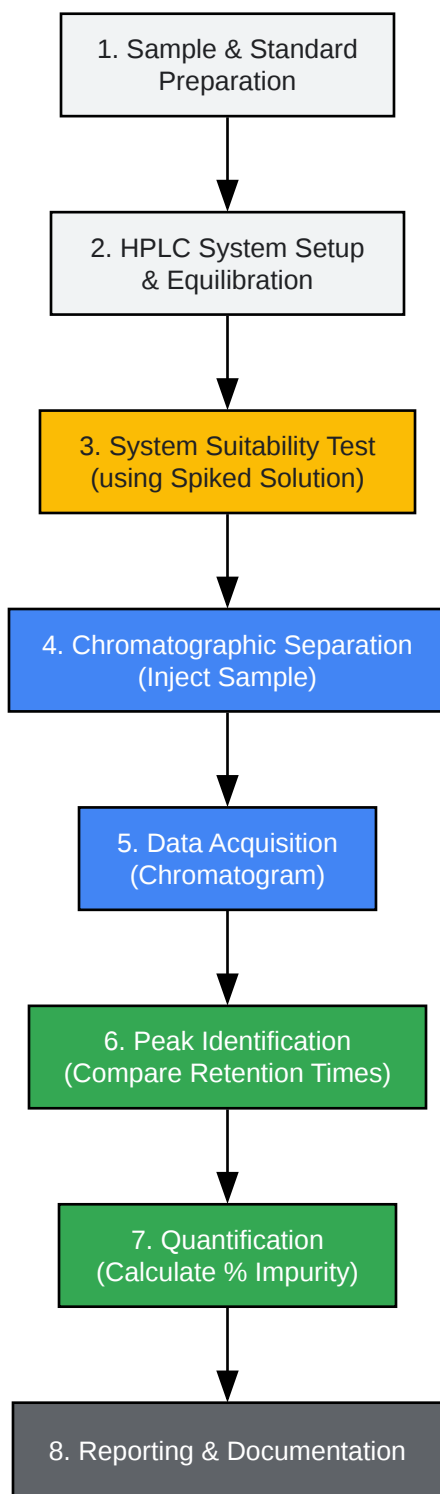 1. Sample & Standard
Preparation
2. HPLC System Setup
& Equilibration
3. System Suitability Test
(using Spiked Solution)
4. Chromatographic Separation
(Inject Sample)
5. Data Acquisition
(Chromatogram)
6. Peak Identification
(Compare Retention Times)
7. Quantification
(Calculate % Impurity)
8. Reporting & Documentation